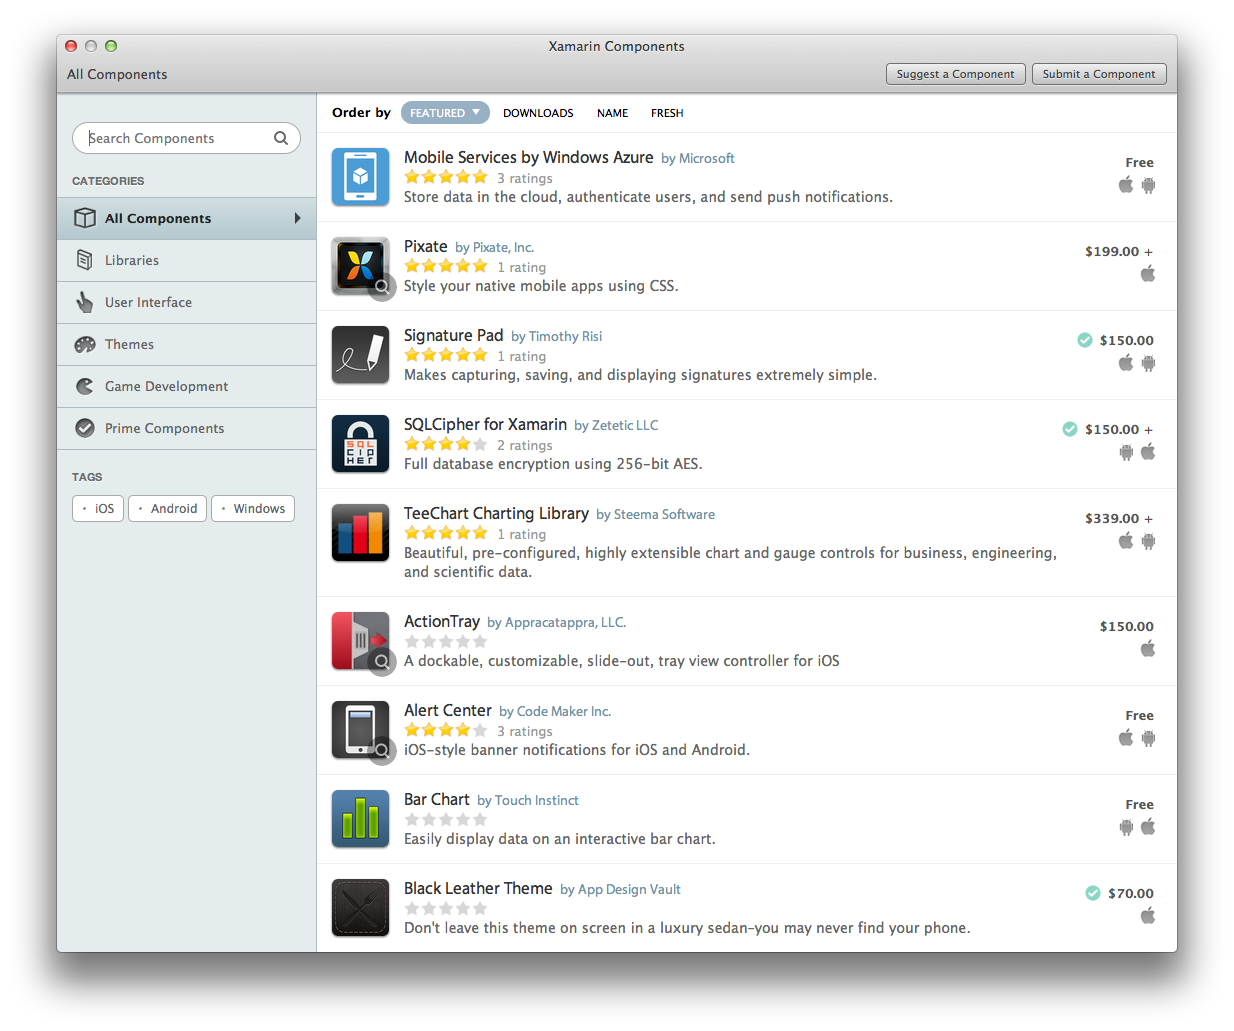 Xamarin Components
All Components
Suggest a Component
Submit a Component
Search Components
CATEGORIES
All Components
Libraries
User Interface
Themes
Game Development
Prime Components
TAGS
• iOS
• Android
• Windows
Order by FEATURED ▼ DOWNLOADS NAME FRESH
Mobile Services by Windows Azure by Microsoft
Free
3 ratings
Store data in the cloud, authenticate users, and send push notifications.
Pixate by Pixate, Inc.
$199.00 +
1 rating
Style your native mobile apps using CSS.
Signature Pad by Timothy Risi
$150.00
1 rating
Makes capturing, saving, and displaying signatures extremely simple.
SQL
CIP
HER
SQLCipher for Xamarin by Zetetic LLC
$150.00 +
2 ratings
Full database encryption using 256-bit AES.
TeeChart Charting Library by Steema Software
$339.00 +
1 rating
Beautiful, pre-configured, highly extensible chart and gauge controls for business, engineering,
and scientific data.
ActionTray by Appracatappra, LLC.
$150.00
A dockable, customizable, slide-out, tray view controller for iOS
Alert Center by Code Maker Inc.
Free
3 ratings
iOS-style banner notifications for iOS and Android.
Bar Chart by Touch Instinct
Free
Easily display data on an interactive bar chart.
Black Leather Theme by App Design Vault
$70.00
Don't leave this theme on screen in a luxury sedan–you may never find your phone.